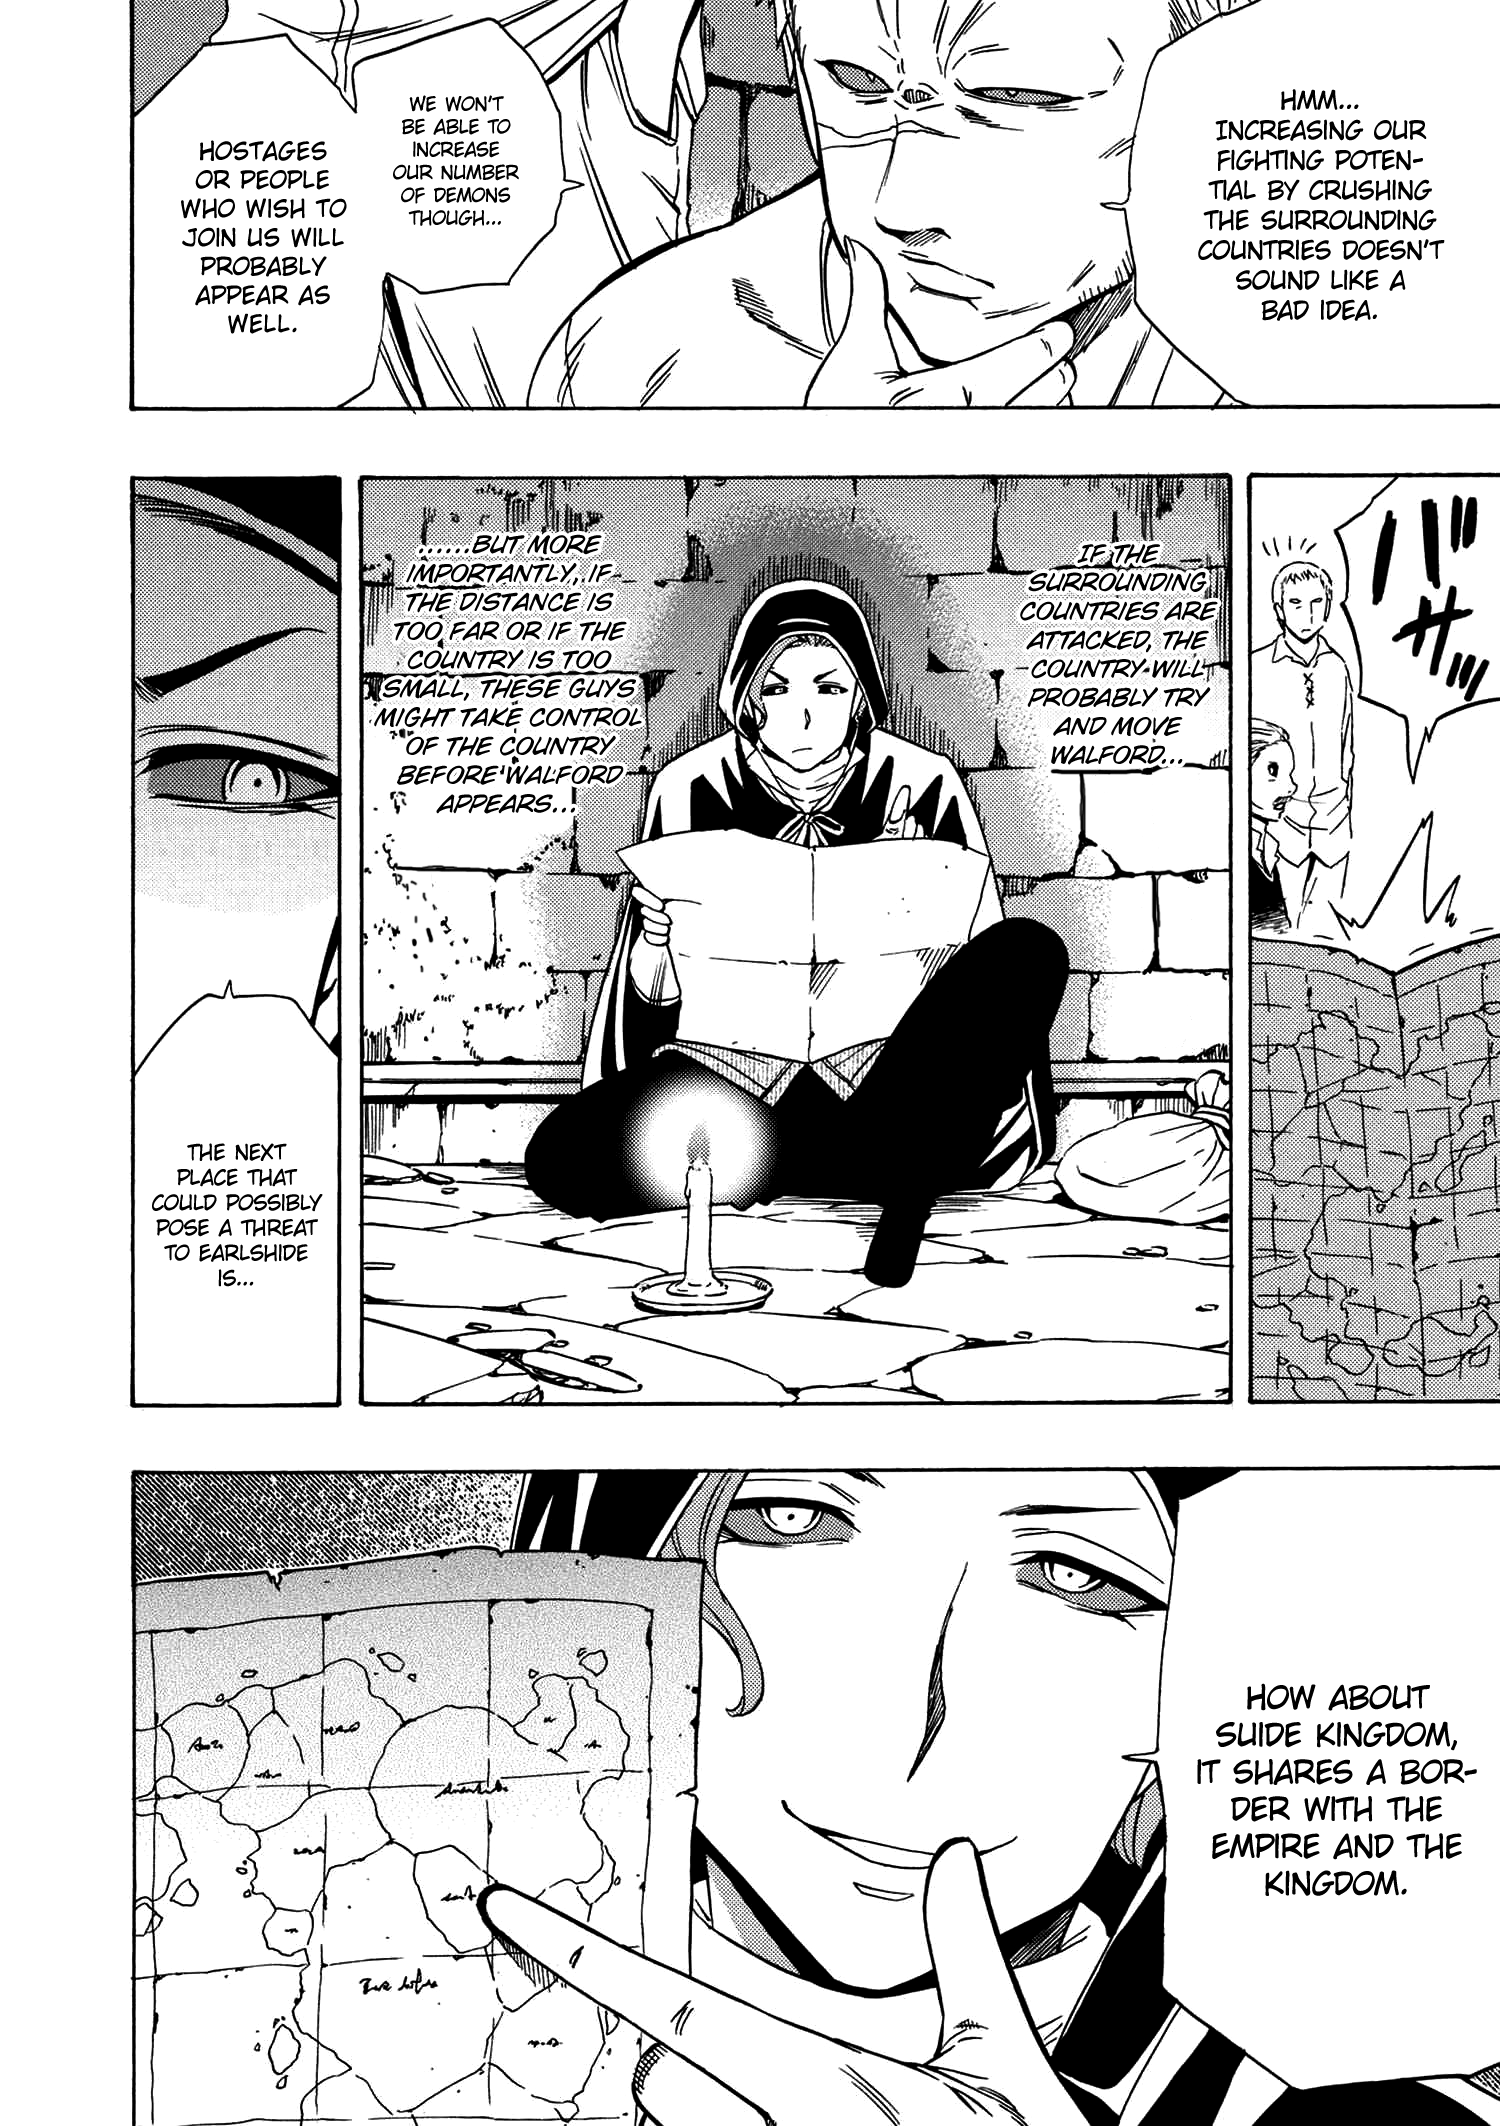 HMM...
INCREASING OUR
FIGHTING POTEN-
TIAL BY CRUSHING
THE SURROUNDING
COUNTRIES DOESN'T
SOUND LIKE A
BAD IDEA.
WE WON'T
BE ABLE TO
INCREASE
OUR NUMBER
OF DEMONS
THOUGH...
HOSTAGES
OR PEOPLE
WHO WISH TO
JOIN US WILL
PROBABLY
APPEAR AS
WELL.
バサッ
IF THE
SURROUNDING
COUNTRIES ARE
ATTACKED, THE
COUNTRY WILL
PROBABLY TRY
AND MOVE
WALFORD...
......BUT MORE
IMPORTANTLY, IF
THE DISTANCE IS
TOO FAR OR IF THE
COUNTRY IS TOO
SMALL, THESE GUYS
MIGHT TAKE CONTROL
OF THE COUNTRY
BEFORE WALFORD
APPEARS...
THE NEXT
PLACE THAT
COULD POSSIBLY
POSE A THREAT
TO EARLSHIDE
IS...
HOW ABOUT
SUIDE KINGDOM,
IT SHARES A BOR-
DER WITH THE
EMPIRE AND THE
KINGDOM.